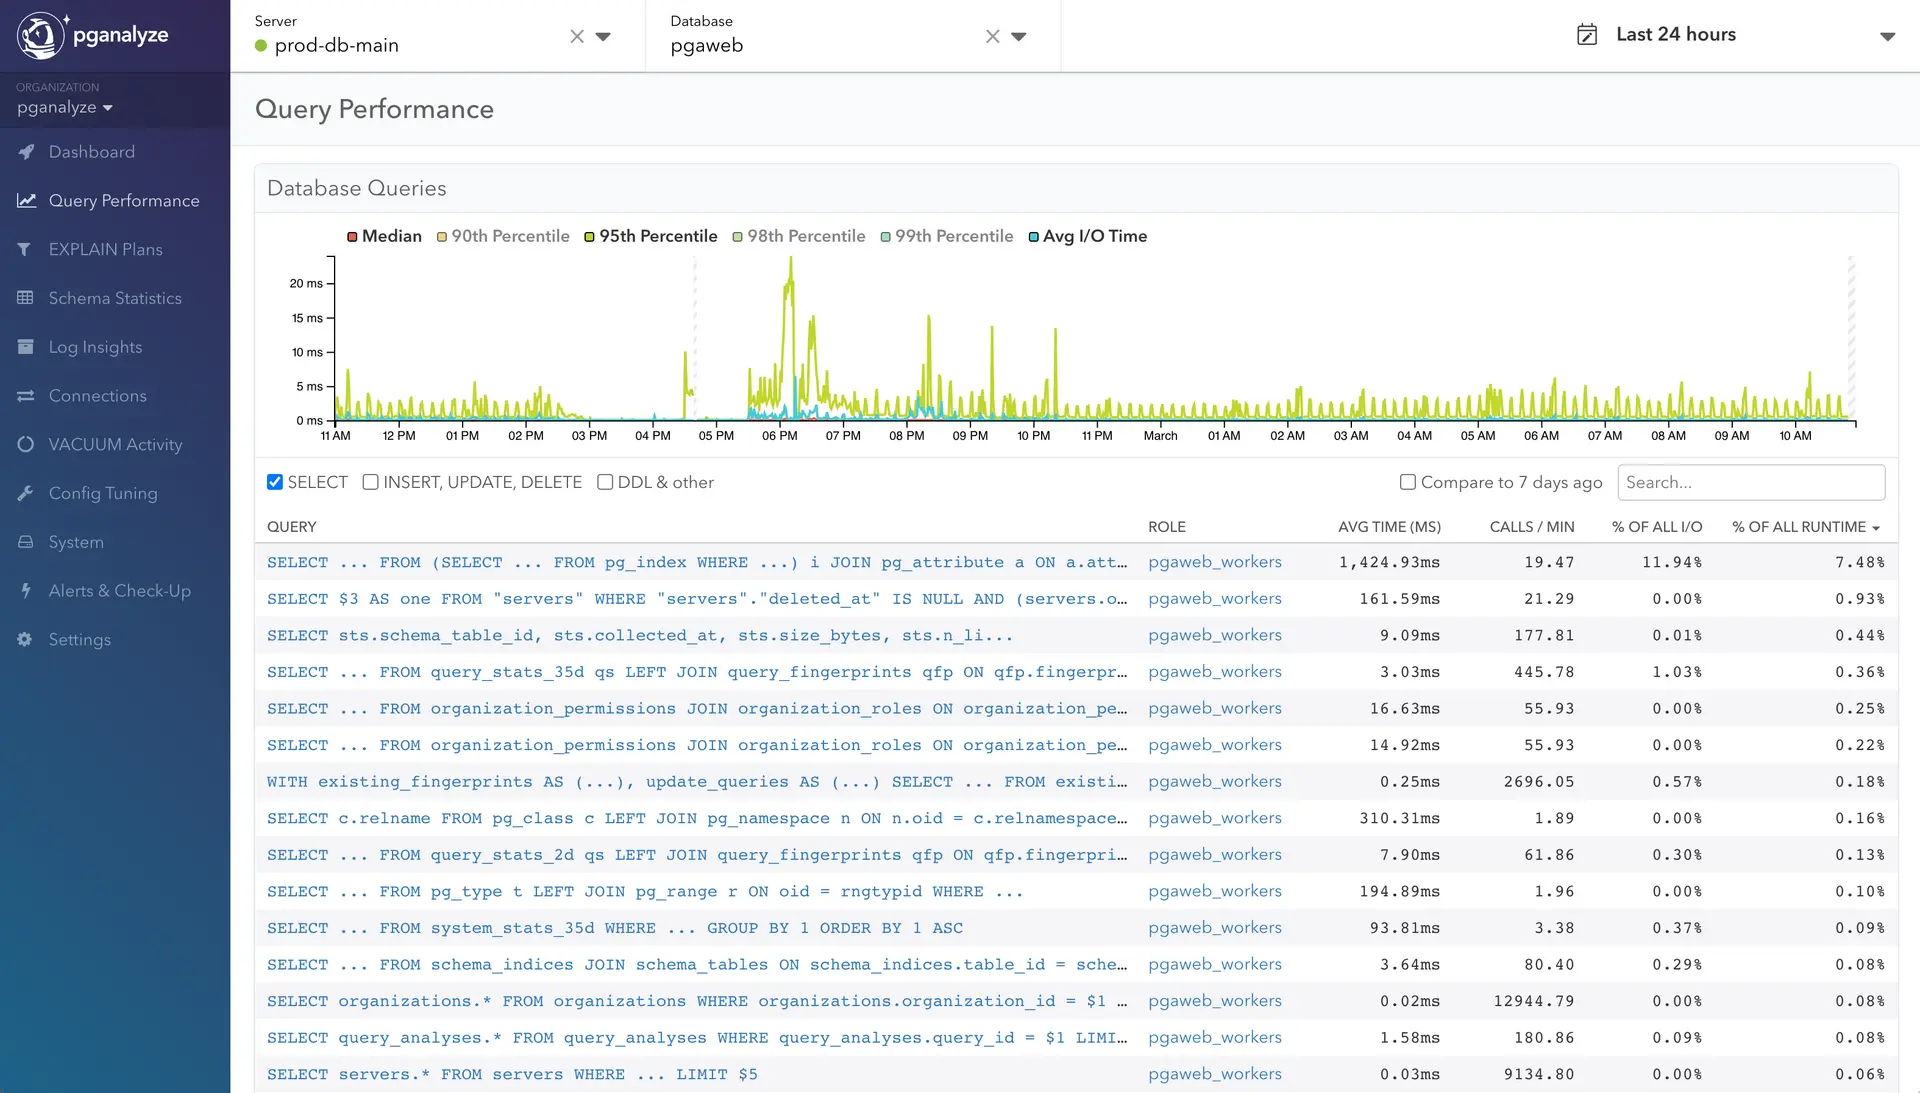 pganalyze
Server
prod-db-main
Database
pgaweb
Last 24 hours
ORGANIZATION
pganalyze
Dashboard
Query Performance
EXPLAIN Plans
Schema Statistics
Log Insights
Connections
VACUUM Activity
Config Tuning
System
Alerts & Check-Up
Settings
Query Performance
Database Queries
Median 90th Percentile 95th Percentile 98th Percentile 99th Percentile Avg I/O Time
20 ms
15 ms
10 ms
5 ms
0 ms
11 AM 12 PM 01 PM 02 PM 03 PM 04 PM 05 PM 06 PM 07 PM 08 PM 09 PM 10 PM 11 PM March 01 AM 02 AM 03 AM 04 AM 05 AM 06 AM 07 AM 08 AM 09 AM 10 AM
SELECT INSERT, UPDATE, DELETE DDL & other Compare to 7 days ago Search...
QUERY ROLE AVG TIME (MS) CALLS / MIN % OF ALL I/O % OF ALL RUNTIME
SELECT ... FROM (SELECT ... FROM pg_index WHERE ...) i JOIN pg_attribute a ON a.att... pgaweb_workers 1,424.93ms 19.47 11.94% 7.48%
SELECT $3 AS one FROM "servers" WHERE "servers"."deleted_at" IS NULL AND (servers.o... pgaweb_workers 161.59ms 21.29 0.00% 0.93%
SELECT sts.schema_table_id, sts.collected_at, sts.size_bytes, sts.n_li... pgaweb_workers 9.09ms 177.81 0.01% 0.44%
SELECT ... FROM query_stats_35d qs LEFT JOIN query_fingerprints qfp ON qfp.fingerpr... pgaweb_workers 3.03ms 445.78 1.03% 0.36%
SELECT ... FROM organization_permissions JOIN organization_roles ON organization_pe... pgaweb_workers 16.63ms 55.93 0.00% 0.25%
SELECT ... FROM organization_permissions JOIN organization_roles ON organization_pe... pgaweb_workers 14.92ms 55.93 0.00% 0.22%
WITH existing_fingerprints AS (...), update_queries AS (...) SELECT ... FROM existi... pgaweb_workers 0.25ms 2696.05 0.57% 0.18%
SELECT c.relname FROM pg_class c LEFT JOIN pg_namespace n ON n.oid = c.relnamespace... pgaweb_workers 310.31ms 1.89 0.00% 0.16%
SELECT ... FROM query_stats_2d qs LEFT JOIN query_fingerprints qfp ON qfp.fingerpri... pgaweb_workers 7.90ms 61.86 0.30% 0.13%
SELECT ... FROM pg_type t LEFT JOIN pg_range r ON oid = rngtypid WHERE ... pgaweb_workers 194.89ms 1.96 0.00% 0.10%
SELECT ... FROM system_stats_35d WHERE ... GROUP BY 1 ORDER BY 1 ASC pgaweb_workers 93.81ms 3.38 0.37% 0.09%
SELECT ... FROM schema_indices JOIN schema_tables ON schema_indices.table_id = sche... pgaweb_workers 3.64ms 80.40 0.29% 0.08%
SELECT organizations.* FROM organizations WHERE organizations.organization_id = $1 ... pgaweb_workers 0.02ms 12944.79 0.00% 0.08%
SELECT query_analyses.* FROM query_analyses WHERE query_analyses.query_id = $1 LIMI... pgaweb_workers 1.58ms 180.86 0.09% 0.08%
SELECT servers.* FROM servers WHERE ... LIMIT $5 pgaweb_workers 0.03ms 9134.80 0.00% 0.06%